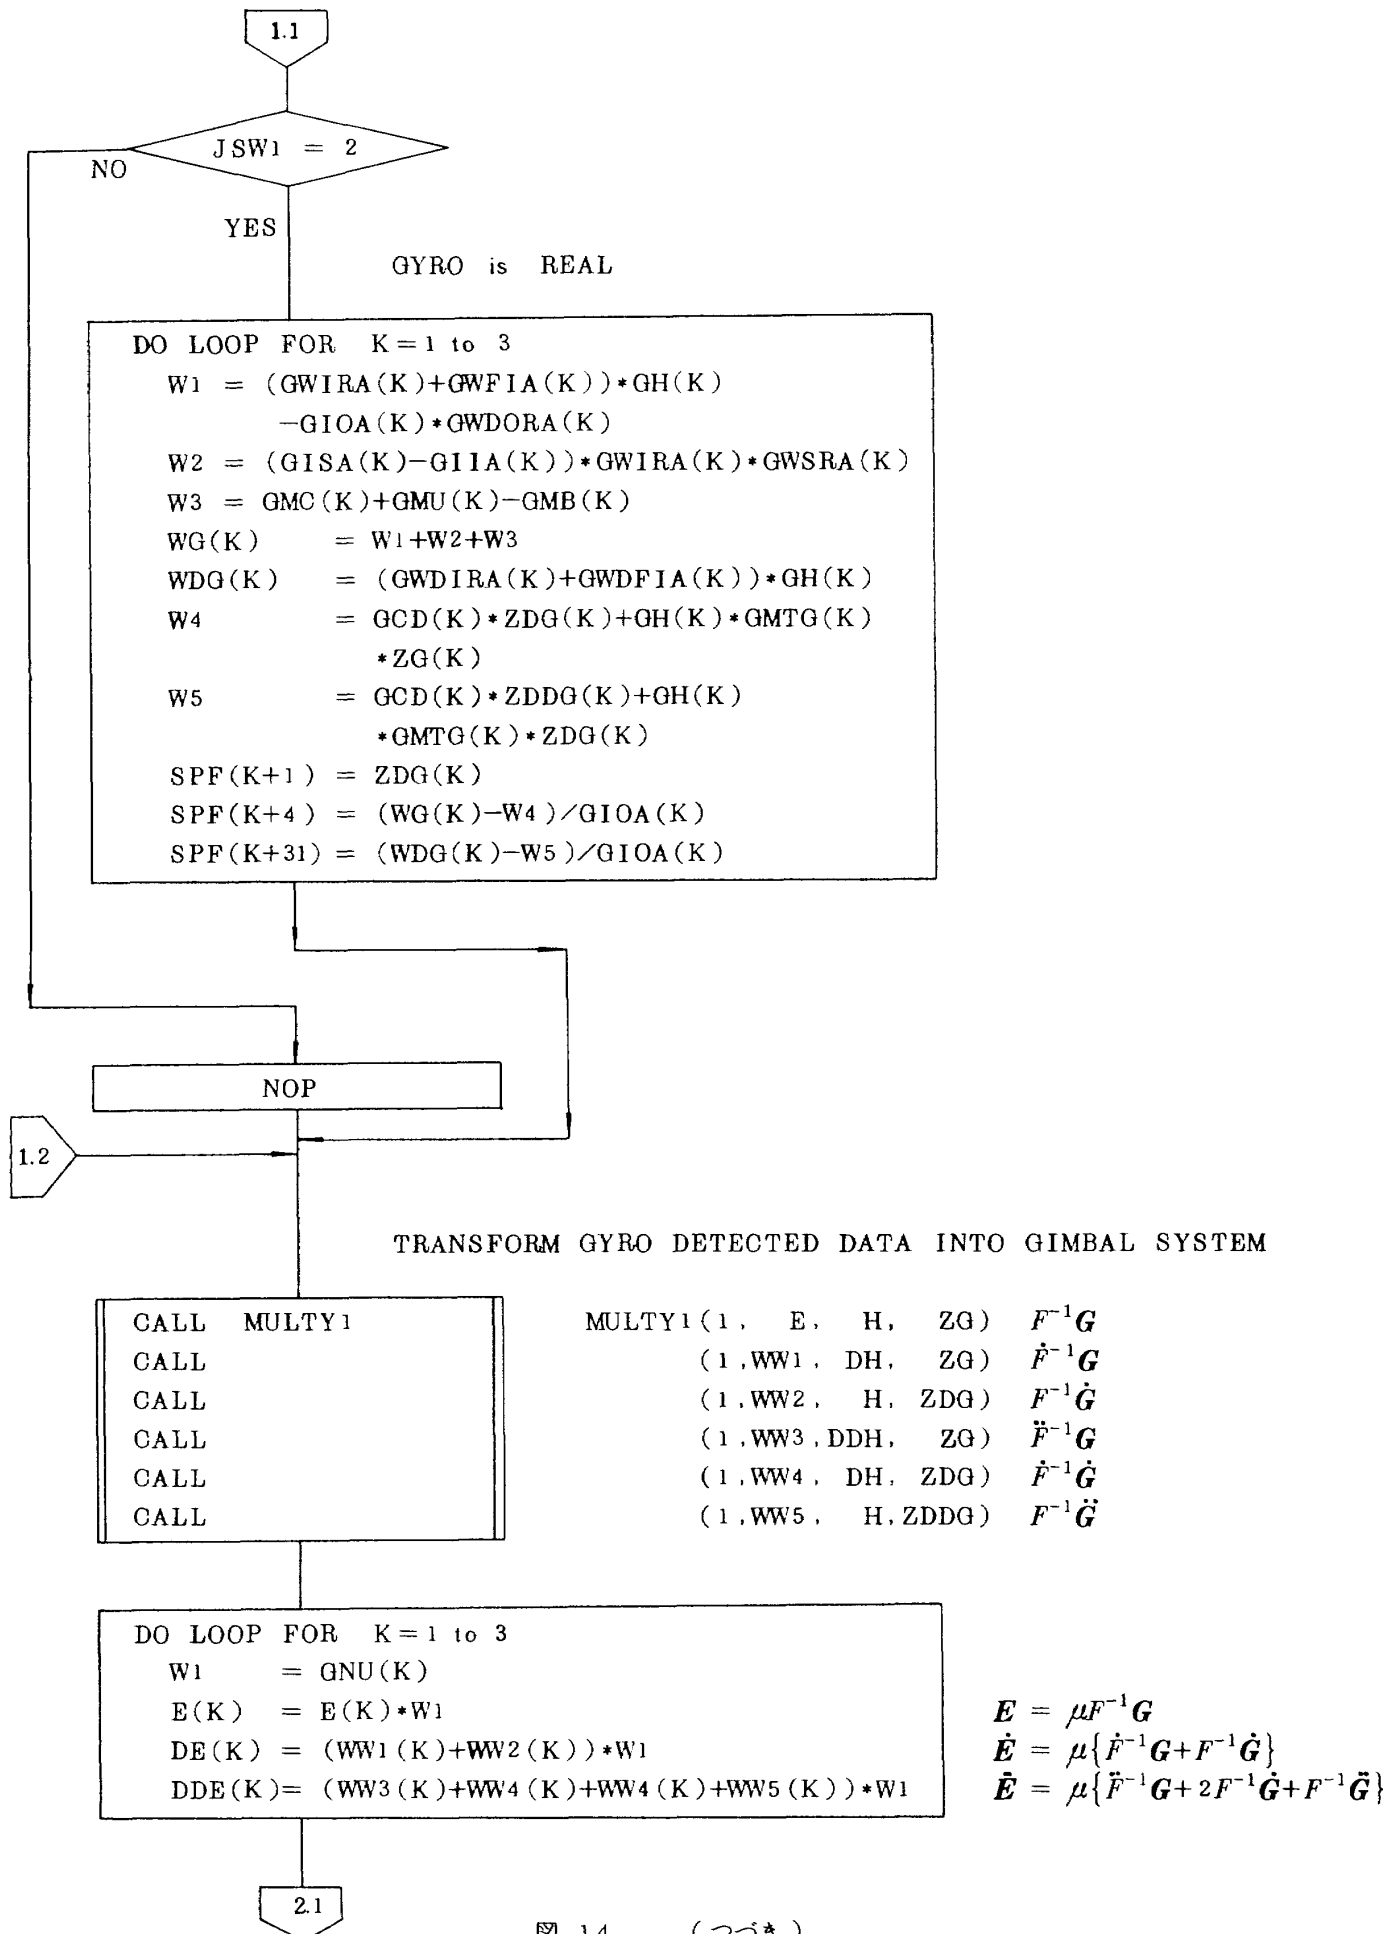 1.1
JSW1 = 2
NO
YES
GYRO is REAL
DO LOOP FOR K=1 to 3
W1 = (GWIRA(K)+GWFIA(K))*GH(K)
-GIOA(K)*GWDORA(K)
W2 = (GISA(K)-GIIA(K))*GWIRA(K)*GWSRA(K)
W3 = GMC(K)+GMU(K)-GMB(K)
WG(K) = W1+W2+W3
WDG(K) = (GWDIRA(K)+GWDFIA(K))*GH(K)
W4 = GCD(K)*ZDG(K)+GH(K)*GMTG(K)
*ZG(K)
W5 = GCD(K)*ZDDG(K)+GH(K)
*GMTG(K)*ZDG(K)
SPF(K+1) = ZDG(K)
SPF(K+4) = (WG(K)-W4)/GIOA(K)
SPF(K+31) = (WDG(K)-W5)/GIOA(K)
NOP
1.2
TRANSFORM GYRO DETECTED DATA INTO GIMBAL SYSTEM
CALL MULTY1 MULTY1(1, E, H, ZG) F⁻¹G
CALL (1,WW1, DH, ZG) Ḟ⁻¹G
CALL (1,WW2, H, ZDG) F⁻¹Ġ
CALL (1,WW3,DDH, ZG) F̈⁻¹G
CALL (1,WW4, DH, ZDG) Ḟ⁻¹Ġ
CALL (1,WW5, H,ZDDG) F⁻¹G̈
DO LOOP FOR K=1 to 3
W1 = GNU(K)
E(K) = E(K)*W1 E = μF⁻¹G
DE(K) = (WW1(K)+WW2(K))*W1 Ė = μ{Ḟ⁻¹G+F⁻¹Ġ}
DDE(K)= (WW3(K)+WW4(K)+WW4(K)+WW5(K))*W1 Ë = μ{F̈⁻¹G+2F⁻¹Ġ+F⁻¹G̈}
2.1
図 14 (つづき)